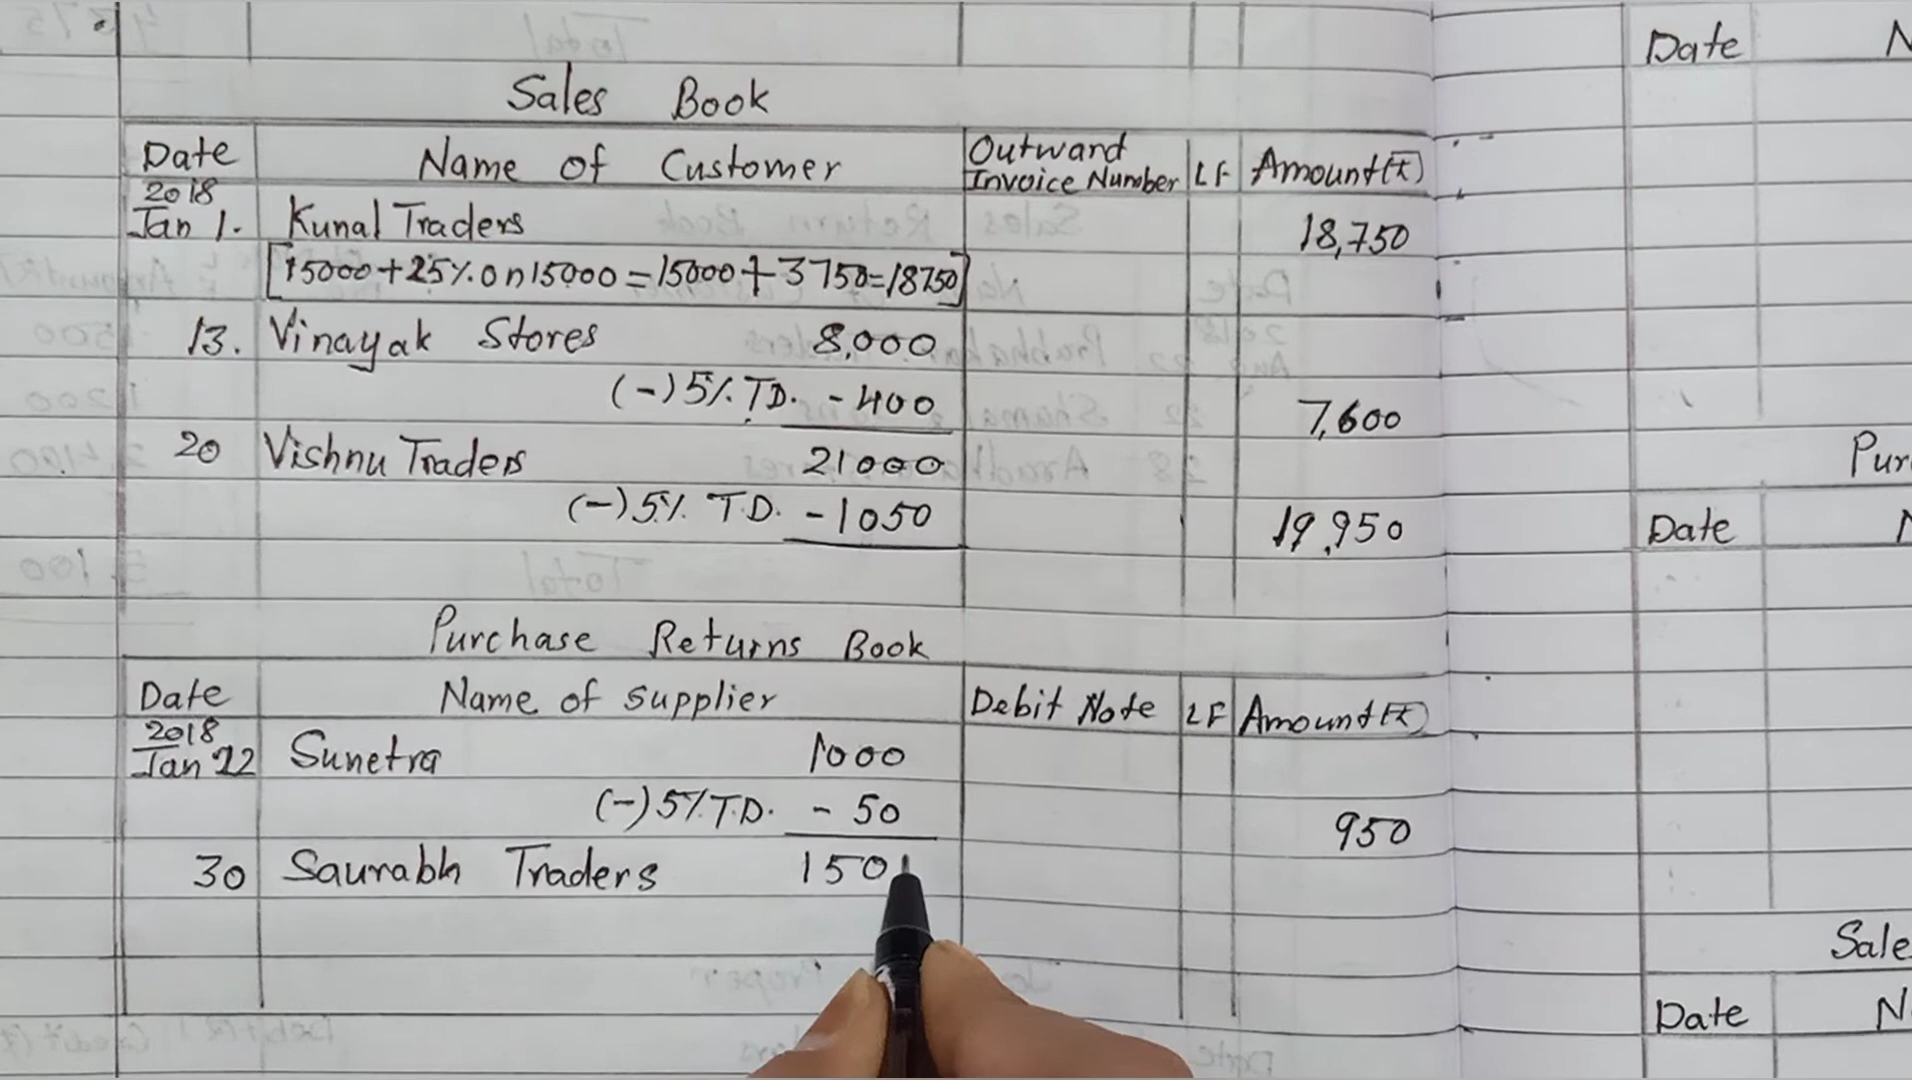 Sales Book
Date Name of Customer Outward Invoice Number LF Amount(₹)
2018
Jan 1. Kunal Traders 18,750
[15000+25%on15000=15000+3750=18750]
13. Vinayak Stores 8,000
(-)5%.T.D. -400 7,600
20 Vishnu Traders 21000
(-)5%. T.D. -1050 19,950
Purchase Returns Book
Date Name of supplier Debit Note LF Amount(₹)
2018
Jan 22 Sunetra 1000
(-)5%T.D. - 50 950
30 Saurabh Traders 150
Date N
Pur
Date N
Sale
Date N